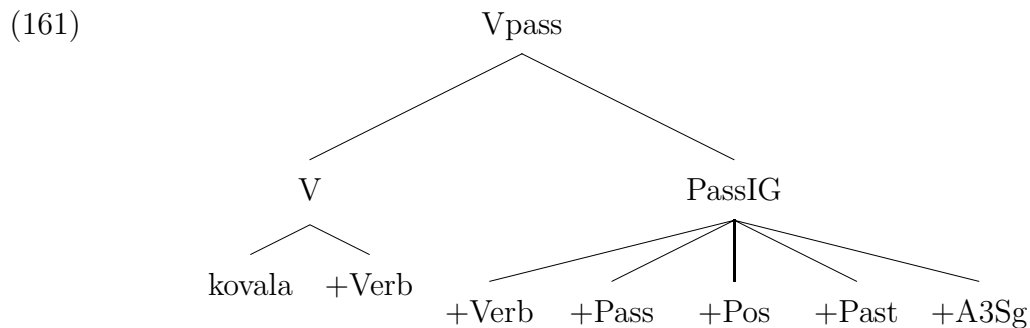 (161) Vpass
V PassIG
kovala +Verb
+Verb +Pass +Pos +Past +A3Sg